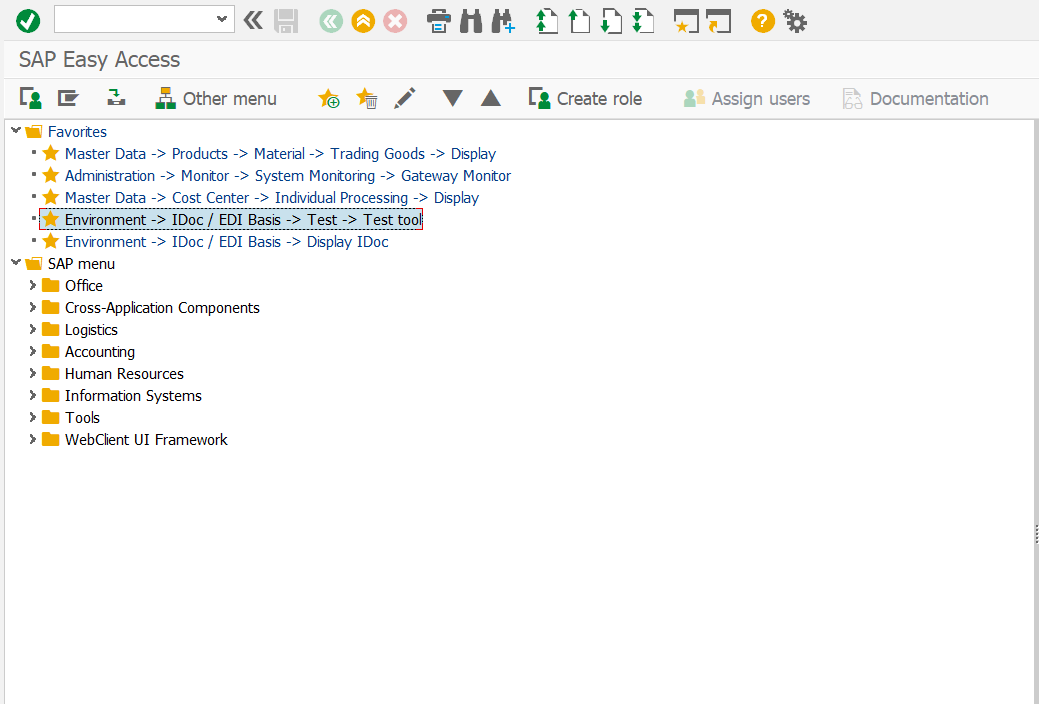 SAP Easy Access
Other menu Create role Assign users Documentation
Favorites
Master Data -> Products -> Material -> Trading Goods -> Display
Administration -> Monitor -> System Monitoring -> Gateway Monitor
Master Data -> Cost Center -> Individual Processing -> Display
Environment -> IDoc / EDI Basis -> Test -> Test tool
Environment -> IDoc / EDI Basis -> Display IDoc
SAP menu
Office
Cross-Application Components
Logistics
Accounting
Human Resources
Information Systems
Tools
WebClient UI Framework